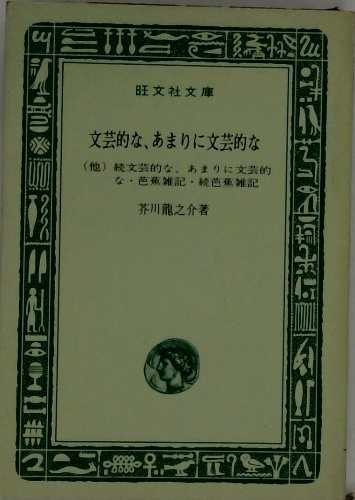 旺文社文庫
文芸的な、あまりに文芸的な
(他) 続文芸的な、あまりに文芸的
な・芭蕉雑記・続芭蕉雑記
芥川龍之介著